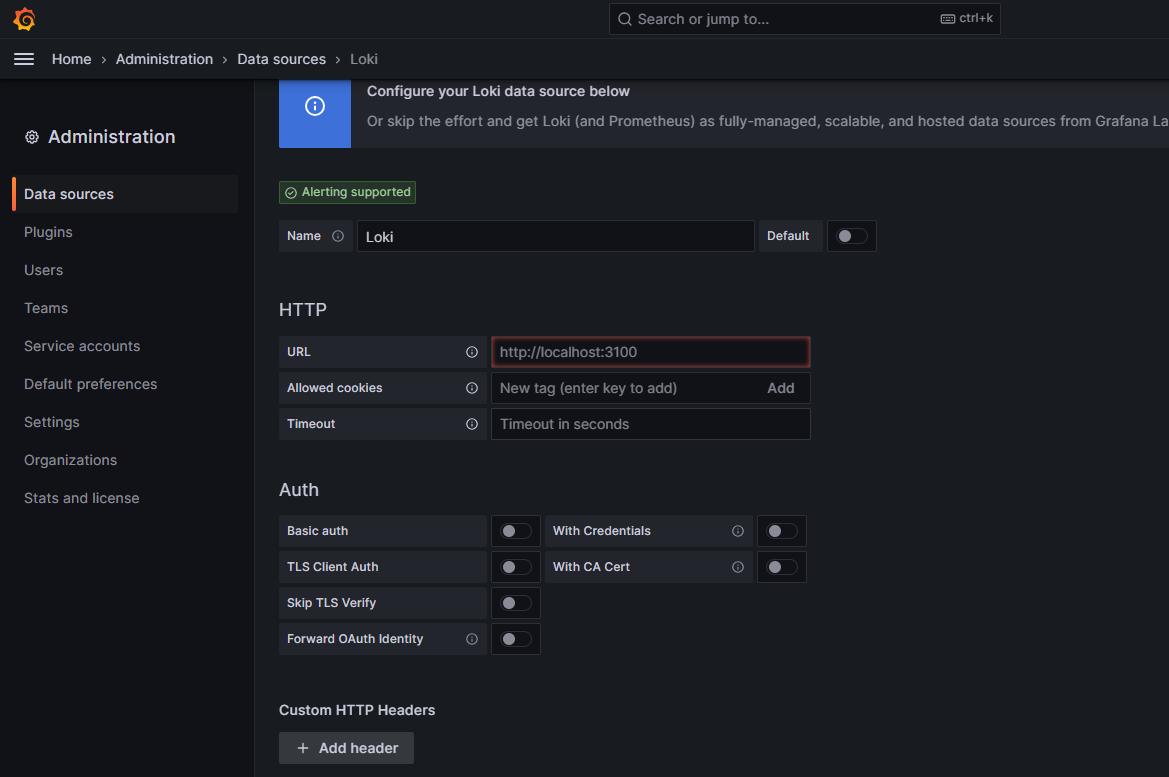 Search or jump to... ctrl+k
Home › Administration › Data sources › Loki
Administration
Data sources
Plugins
Users
Teams
Service accounts
Default preferences
Settings
Organizations
Stats and license
Configure your Loki data source below
Or skip the effort and get Loki (and Prometheus) as fully-managed, scalable, and hosted data sources from Grafana La
Alerting supported
Name Loki Default
HTTP
URL http://localhost:3100
Allowed cookies New tag (enter key to add) Add
Timeout Timeout in seconds
Auth
Basic auth With Credentials
TLS Client Auth With CA Cert
Skip TLS Verify
Forward OAuth Identity
Custom HTTP Headers
+ Add header